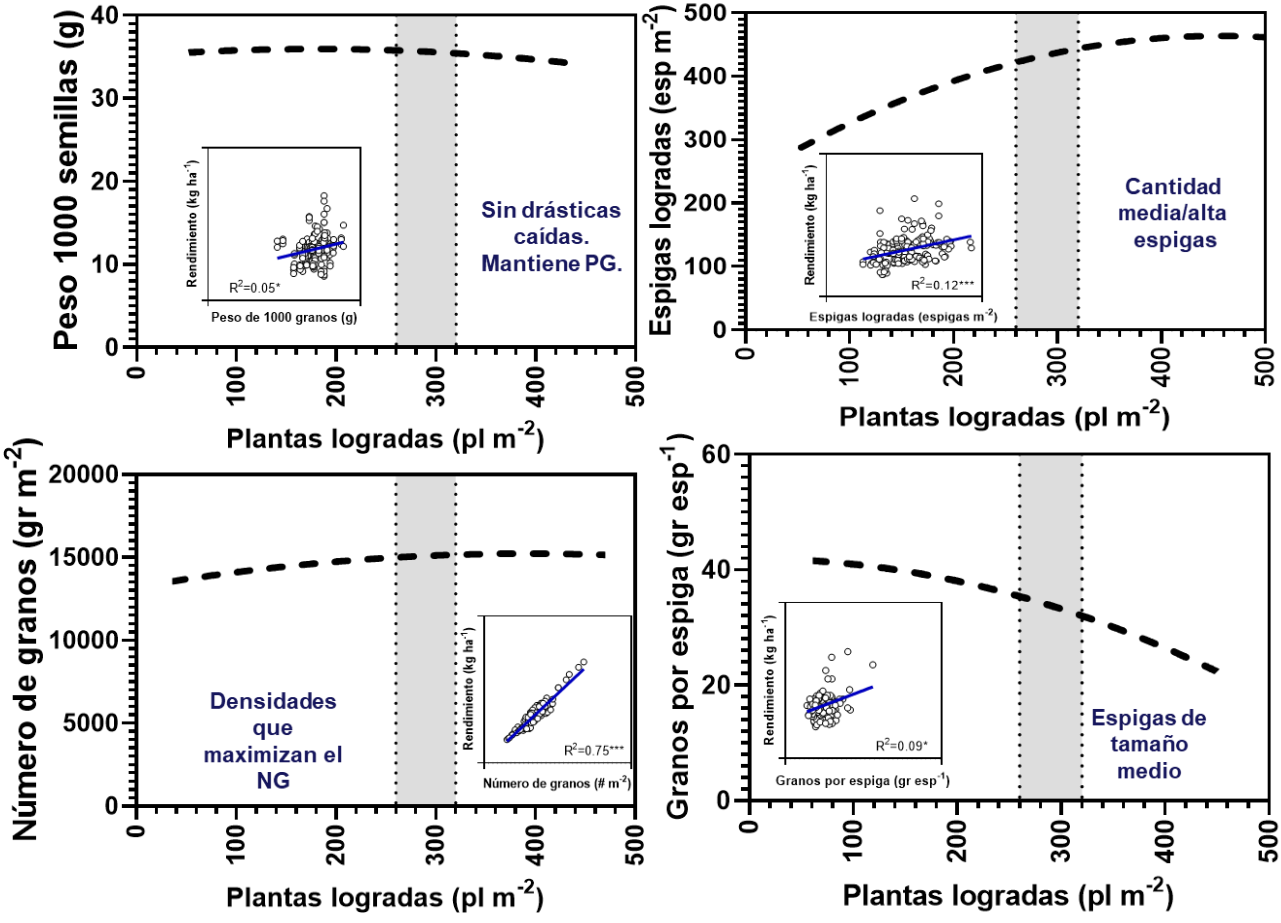 Peso 1000 semillas (g)
40
30
20
10
0
Rendimiento (kg ha-1)
R2=0.05*
Peso de 1000 granos (g)
Sin drásticas
caídas.
Mantiene PG.
0
100
200
300
400
500
Plantas logradas (pl m-2)
Espigas logradas (esp m-2)
500
400
300
200
100
0
Rendimiento (kg ha-1)
R2=0.12***
Espigas logradas (espigas m-2)
Cantidad
media/alta
espigas
0
100
200
300
400
500
Plantas logradas (pl m-2)
Número de granos (gr m-2)
20000
15000
10000
5000
0
Densidades
que
maximizan el
NG
Rendimiento (kg ha-1)
R2=0.75***
Número de granos (# m-2)
0
100
200
300
400
500
Plantas logradas (pl m-2)
Granos por espiga (gr esp-1)
60
40
20
0
Rendimiento (kg ha-1)
R2=0.09*
Granos por espiga (gr esp-1)
Espigas de
tamaño
medio
0
100
200
300
400
500
Plantas logradas (pl m-2)